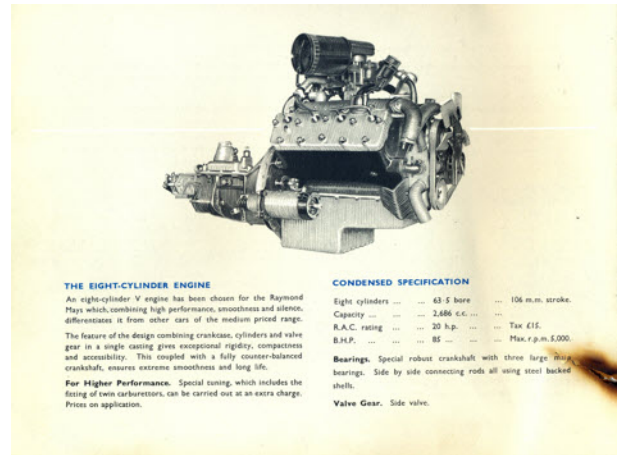 THE EIGHT-CYLINDER ENGINE
An eight-cylinder V engine has been chosen for the Raymond
Mays which, combining high performance, smoothness and silence,
differentiates it from other cars of the medium priced range.
The feature of the design combining crankcase, cylinders and valve
gear in a single casting gives exceptional rigidity, compactness
and accessibility. This coupled with a fully counter-balanced
crankshaft, ensures extreme smoothness and long life.
For Higher Performance. Special tuning, which includes the
fitting of twin carburettors, can be carried out at an extra charge.
Prices on application.
CONDENSED SPECIFICATION
Eight cylinders ... ... 63·5 bore ... 106 m.m. stroke.
Capacity ... ... ... 2,686 c.c. ... ...
R.A.C. rating ... ... 20 h.p. ... ... Tax £15.
B.H.P. ... ... ... 85 ... ... ... Max. r.p.m. 5,000.
Bearings. Special robust crankshaft with three large main
bearings. Side by side connecting rods all using steel backed
shells.
Valve Gear. Side valve.